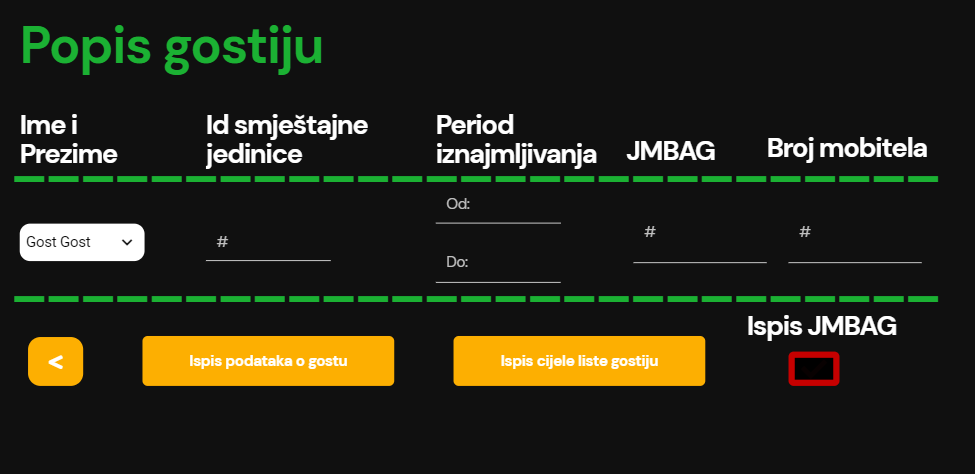 Popis gostiju
Ime i
Prezime
Id smještajne
jedinice
Period
iznajmljivanja
JMBAG
Broj mobitela
Gost Gost
#
Od:
Do:
#
#
<
Ispis podataka o gostu
Ispis cijele liste gostiju
Ispis JMBAG